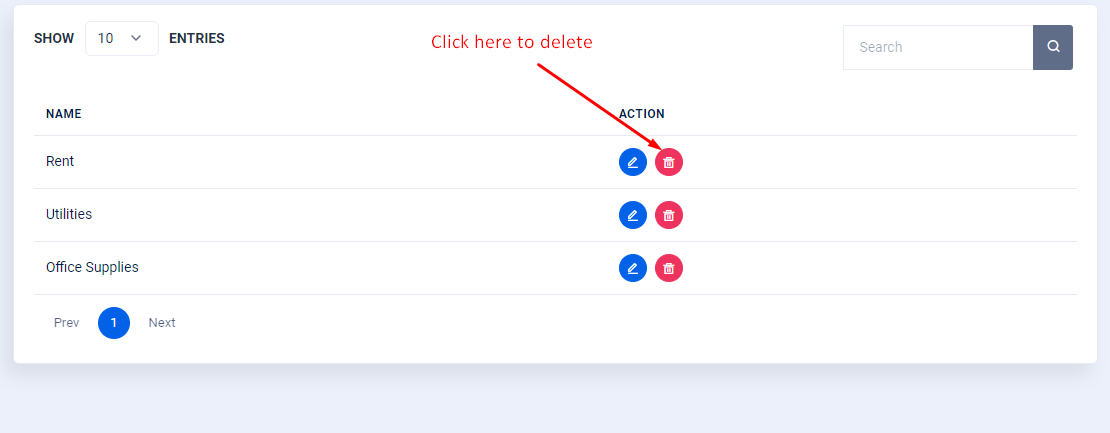 SHOW 10 ENTRIES
Click here to delete
Search
NAME ACTION
Rent
Utilities
Office Supplies
Prev 1 Next